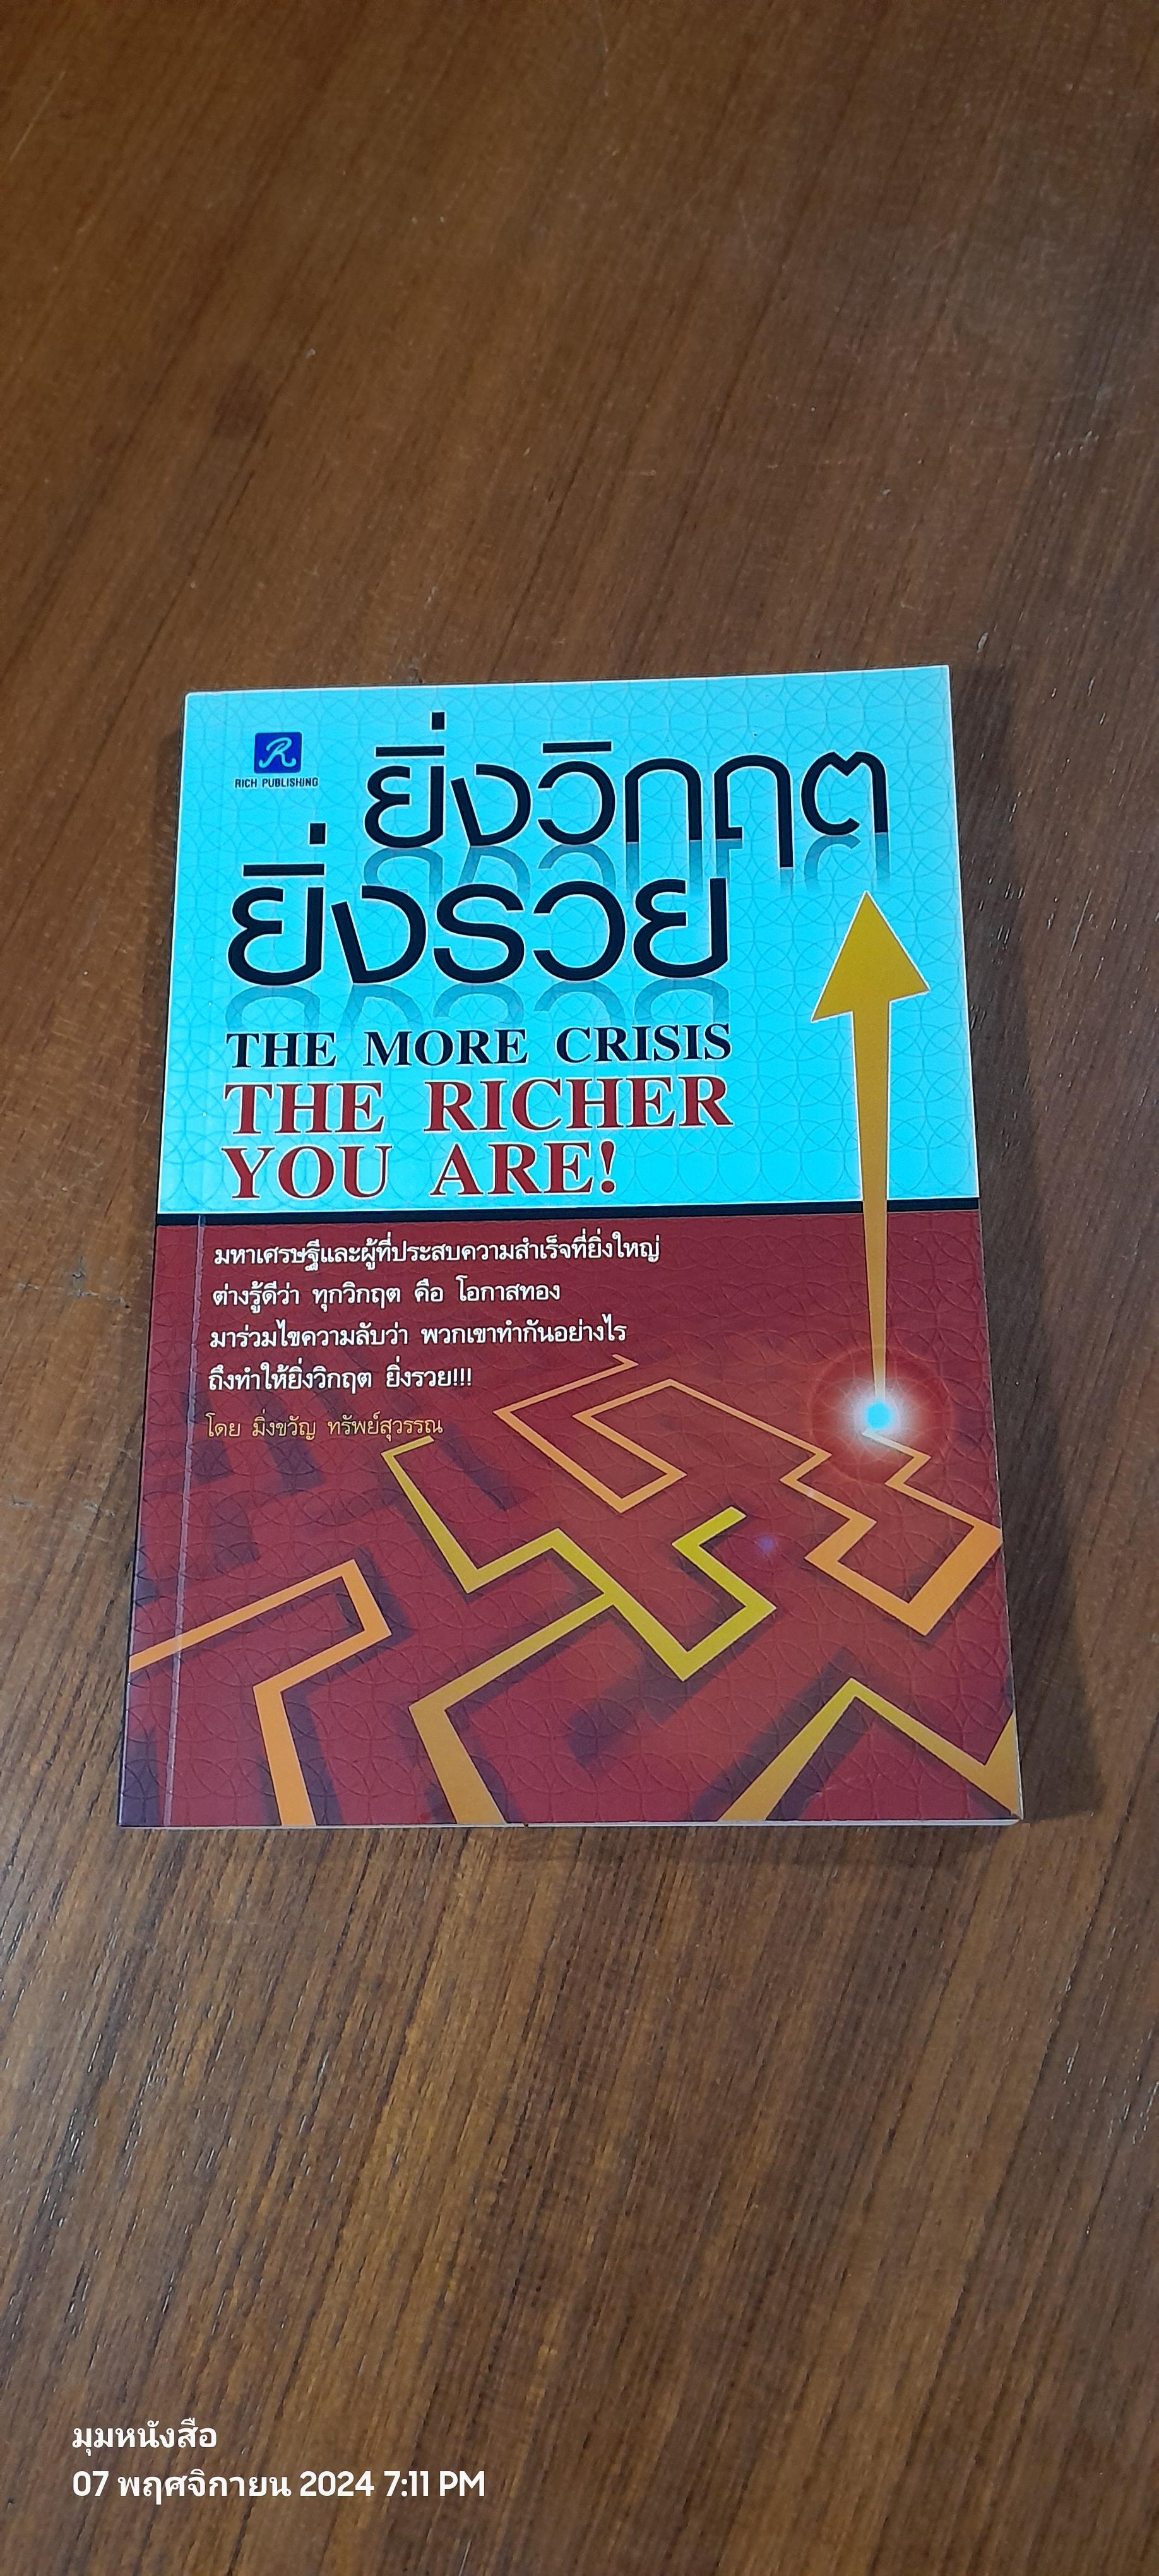 R
RICH PUBLISHING
ยิ่งวิกฤต
ยิ่งรวย
THE MORE CRISIS
THE RICHER
YOU ARE!
มหาเศรษฐีและผู้ที่ประสบความสำเร็จที่ยิ่งใหญ่
ต่างรู้ดีว่า ทุกวิกฤต คือ โอกาสทอง
มาร่วมไขความลับว่า พวกเขาทำกันอย่างไร
ถึงทำให้ยิ่งวิกฤต ยิ่งรวย!!!
โดย มิ่งขวัญ ทรัพย์สุวรรณ
มุมหนังสือ
07 พฤศจิกายน 2024 7:11 PM